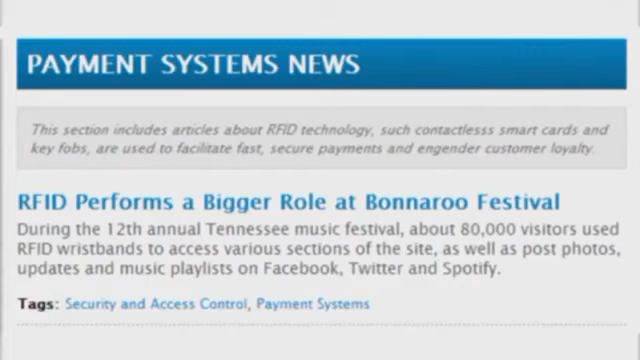 PAYMENT SYSTEMS NEWS
This section includes articles about RFID technology, such contactlesss smart cards and
key fobs, are used to facilitate fast, secure payments and engender customer loyalty.
RFID Performs a Bigger Role at Bonnaroo Festival
During the 12th annual Tennessee music festival, about 80,000 visitors used
RFID wristbands to access various sections of the site, as well as post photos,
updates and music playlists on Facebook, Twitter and Spotify.
Tags: Security and Access Control, Payment Systems